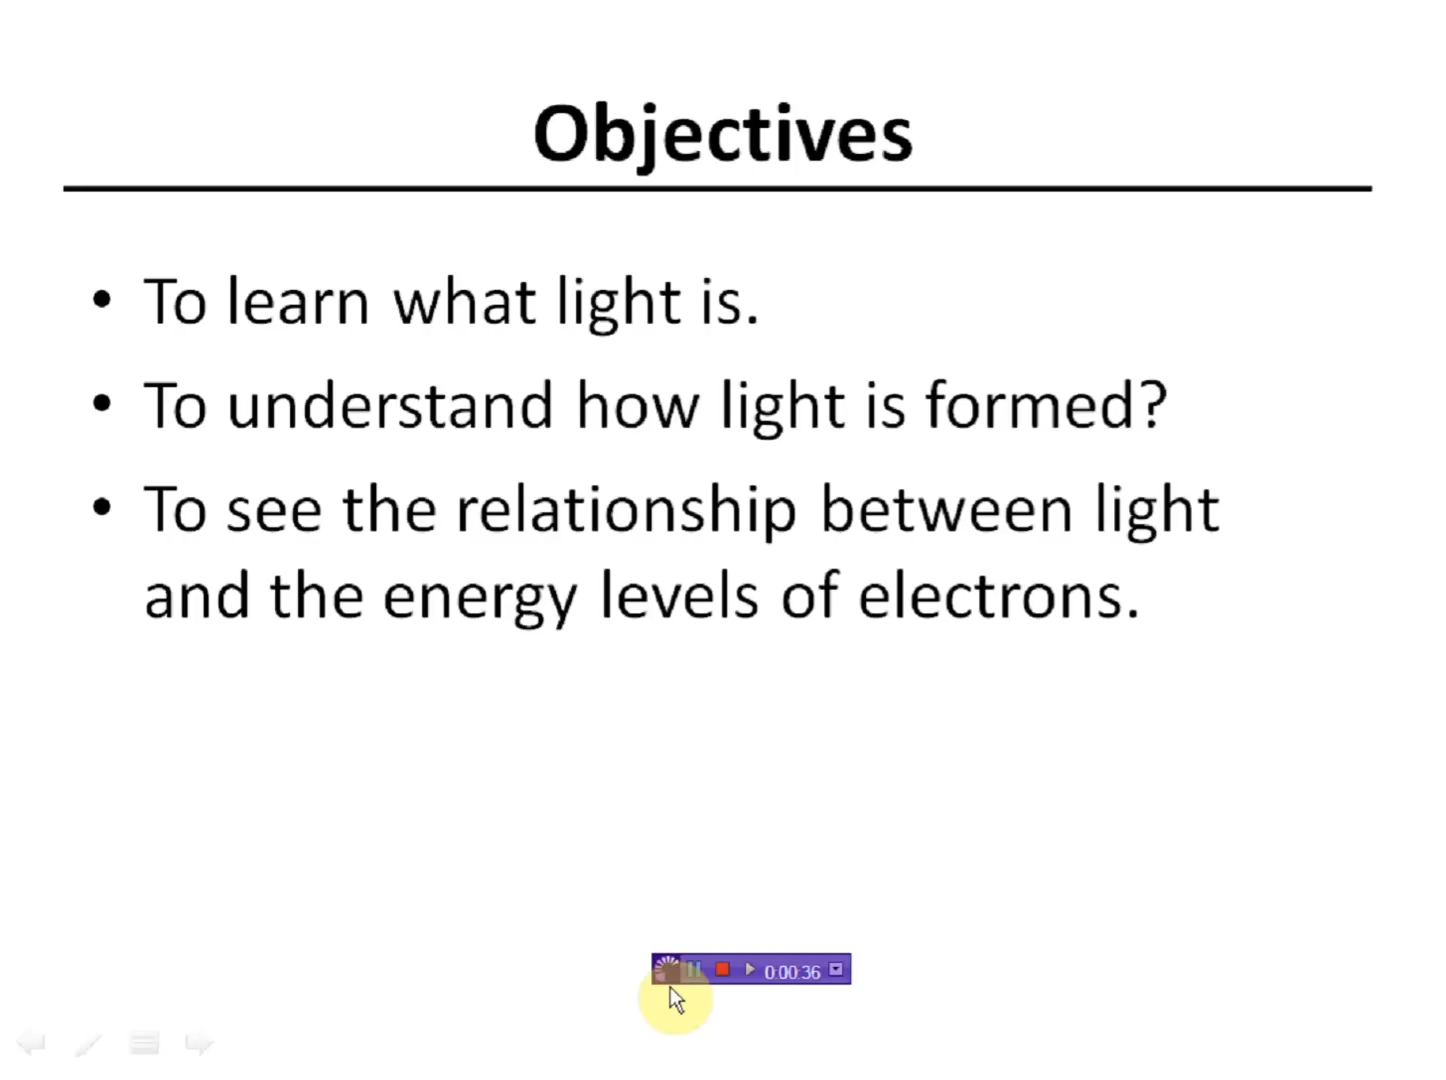 Objectives
• To learn what light is.
• To understand how light is formed?
• To see the relationship between light
and the energy levels of electrons.
0:00:36